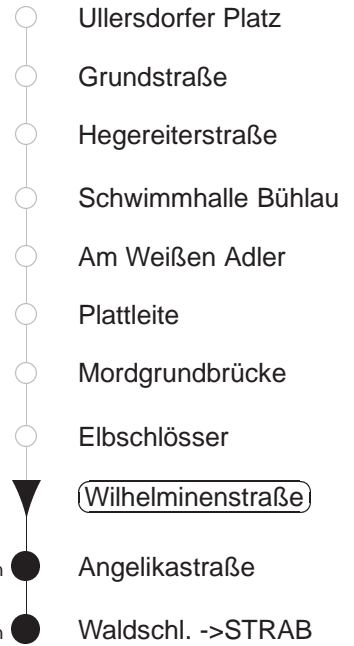 Ullersdorfer Platz
Grundstraße
Hegereiterstraße
Schwimmhalle Bühlau
Am Weißen Adler
Plattleite
Mordgrundbrücke
Elbschlösser
Wilhelminenstraße
Angelikastraße
Waldschl. ->STRAB